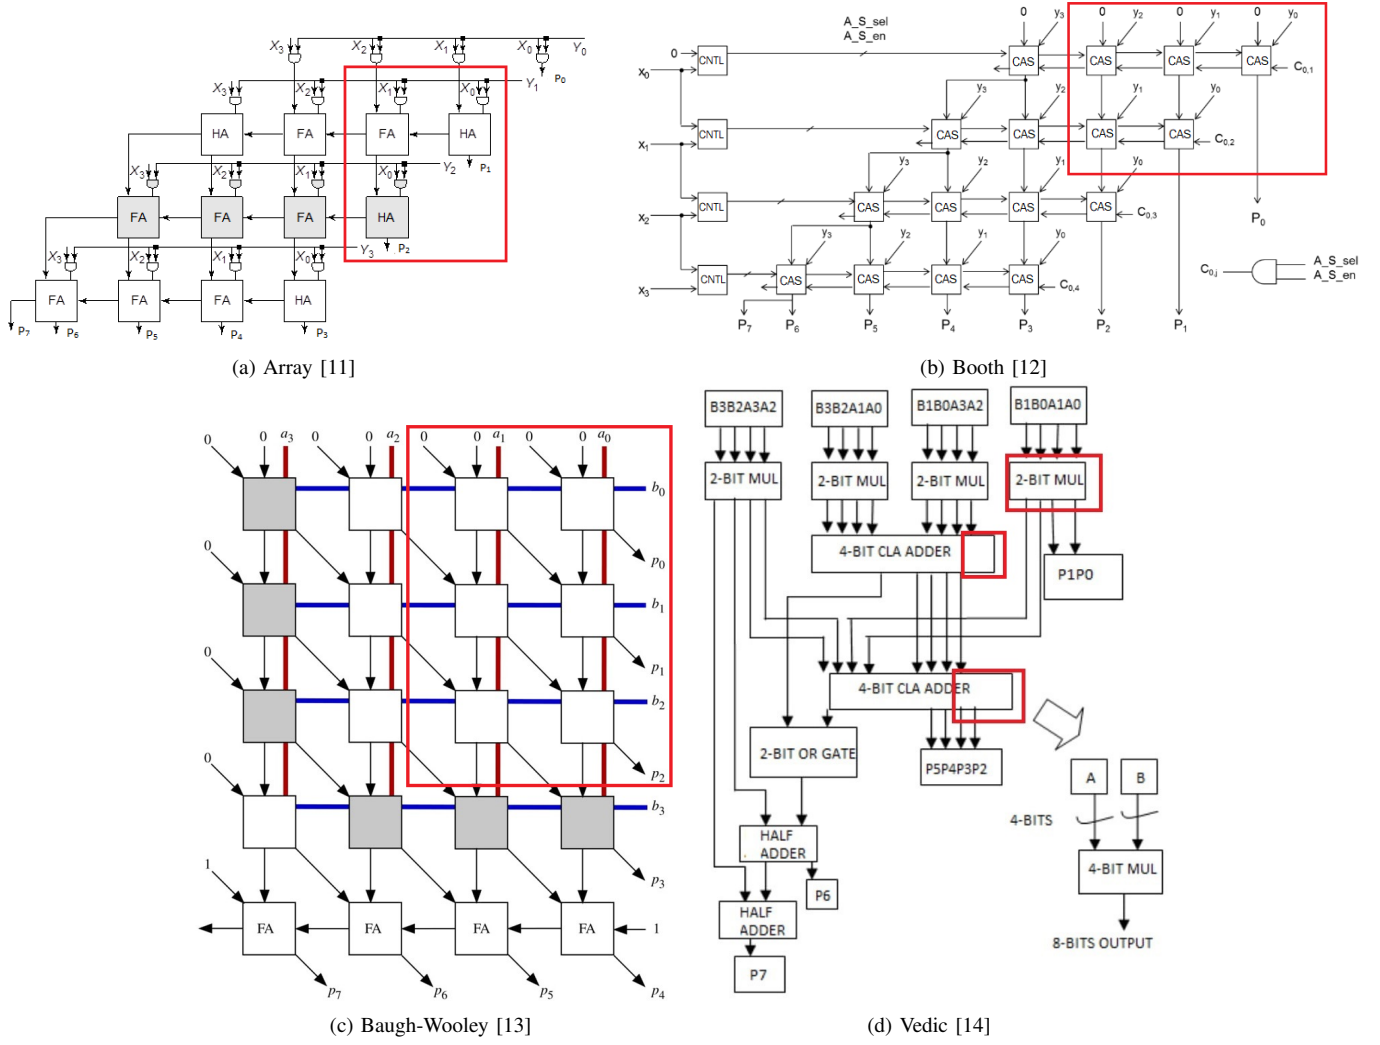 X3 X2 X1 X0 Y0
P0
X3 X2 X1 X0 Y1
HA FA FA HA
P1
X3 X2 X1 X0 Y2
FA FA FA HA
P2
X3 X2 X1 X0 Y3
FA FA FA HA
P7 P6 P5 P4 P3
(a) Array [11]
A_S_sel
A_S_en
0 y3 0 y2 0 y1 0 y0
0 CNTL CAS CAS CAS CAS C0,1
x0
y3 y2 y1 y0
CNTL CAS CAS CAS CAS C0,2
x1
y3 y2 y1 y0
CNTL CAS CAS CAS CAS C0,3
x2 P0
y3 y2 y1 y0
A_S_sel
C0,j A_S_en
CNTL CAS CAS CAS CAS C0,4
x3
P7 P6 P5 P4 P3 P2 P1
(b) Booth [12]
0 0 a3 0 0 a2 0 0 a1 0 0 a0
b0
0 p0
b1
0 p1
b2
0 p2
b3
1 p3
FA FA FA FA 1
p7 p6 p5 p4
(c) Baugh-Wooley [13]
B3B2A3A2 B3B2A1A0 B1B0A3A2 B1B0A1A0
2-BIT MUL 2-BIT MUL 2-BIT MUL 2-BIT MUL
4-BIT CLA ADDER
P1P0
4-BIT CLA ADDER
2-BIT OR GATE
P5P4P3P2
A B
4-BITS
HALF
ADDER
4-BIT MUL
P6
HALF
ADDER
8-BITS OUTPUT
P7
(d) Vedic [14]